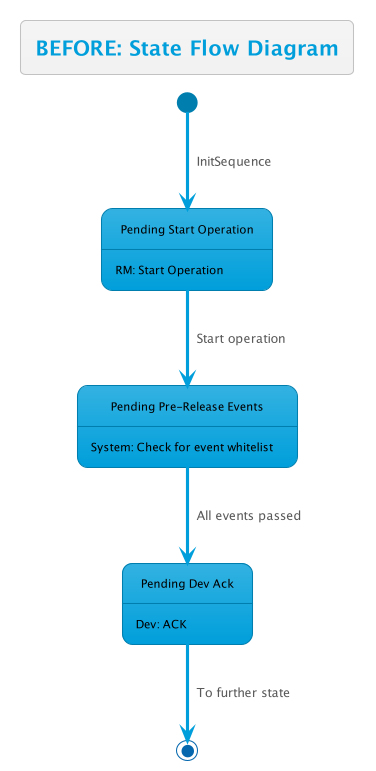 BEFORE: State Flow Diagram
InitSequence
Pending Start Operation
RM: Start Operation
Start operation
Pending Pre-Release Events
System: Check for event whitelist
All events passed
Pending Dev Ack
Dev: ACK
To further state